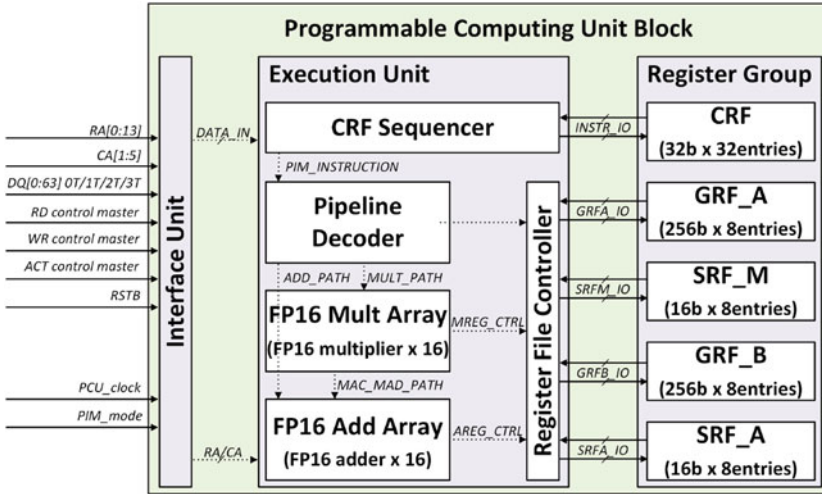 Programmable Computing Unit Block
RA[0:13]
CA[1:5]
DQ[0:63] 0T/1T/2T/3T
RD control master
WR control master
ACT control master
RSTB
PCU_clock
PIM_mode
Interface Unit
DATA_IN
RA/CA
Execution Unit
CRF Sequencer
PIM_INSTRUCTION
Pipeline
Decoder
ADD_PATH
MULT_PATH
FP16 Mult Array
(FP16 multiplier x 16)
MAC_MAD_PATH
FP16 Add Array
(FP16 adder x 16)
MREG_CTRL
AREG_CTRL
Register File Controller
INSTR_IO
GRFA_IO
SRFM_IO
GRFB_IO
SRFA_IO
Register Group
CRF
(32b x 32entries)
GRF_A
(256b x 8entries)
SRF_M
(16b x 8entries)
GRF_B
(256b x 8entries)
SRF_A
(16b x 8entries)